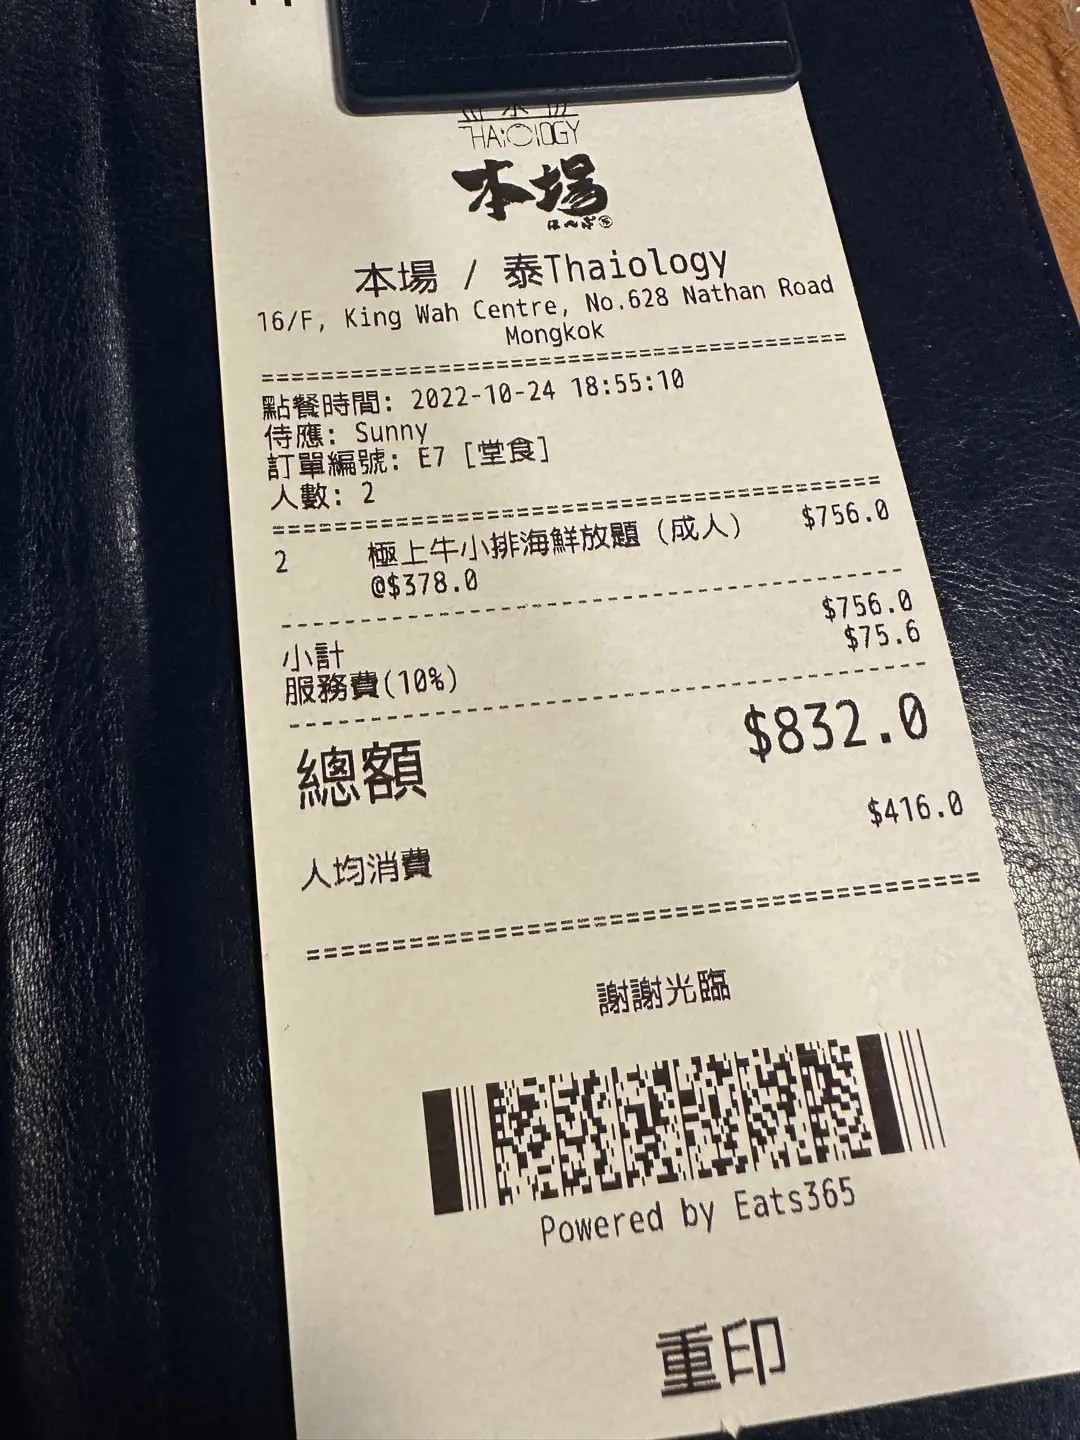 THAIOLOGY
本場
ほんば
本場 / 泰Thaiology
16/F, King Wah Centre, No.628 Nathan Road
Mongkok
點餐時間: 2022-10-24 18:55:10
侍應: Sunny
訂單編號: E7 [堂食]
人數: 2
2 極上牛小排海鮮放題 (成人) $756.0
@$378.0
小計 $756.0
服務費(10%) $75.6
總額 $832.0
人均消費 $416.0
謝謝光臨
Powered by Eats365
重印